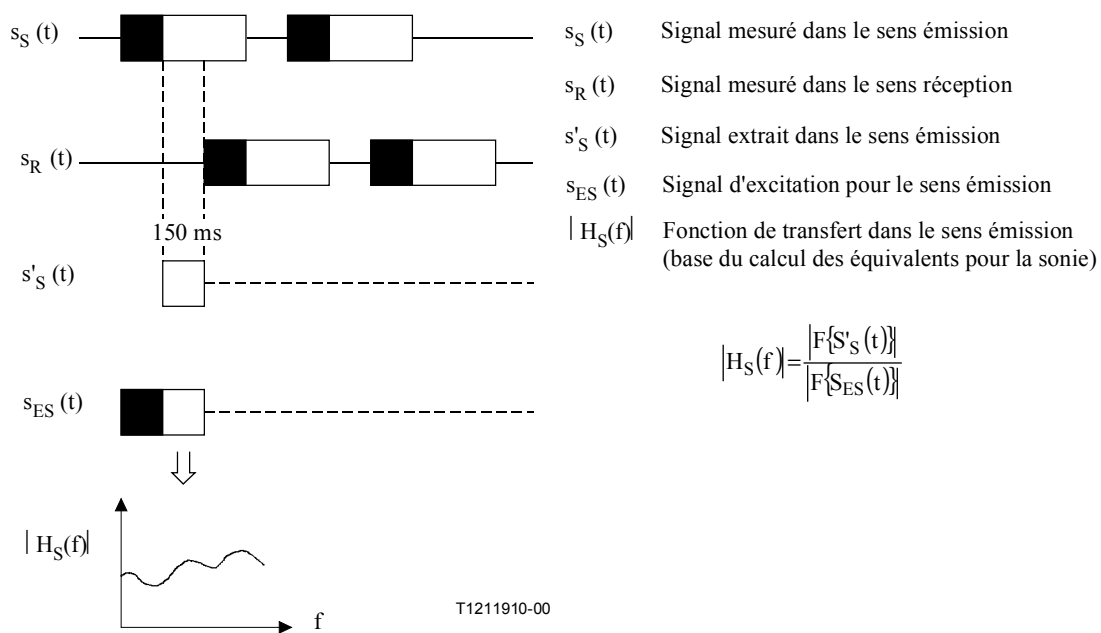 s_S (t)
s_R (t)
150 ms
s'_S (t)
s_ES (t)
|H_S(f)|
f
s_S (t) Signal mesuré dans le sens émission
s_R (t) Signal mesuré dans le sens réception
s'_S (t) Signal extrait dans le sens émission
s_ES (t) Signal d'excitation pour le sens émission
|H_S(f)| Fonction de transfert dans le sens émission
(base du calcul des équivalents pour la sonie)
|H_S(f)| = |F{S'_S(t)}| / |F{S_ES(t)}|
T1211910-00